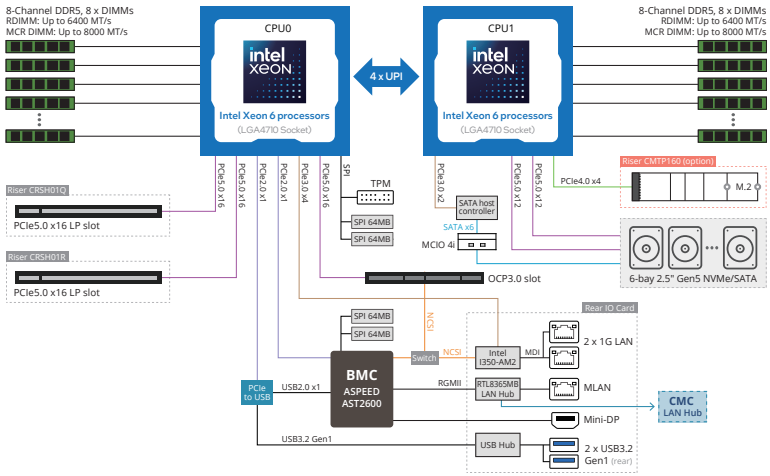 8-Channel DDR5, 8 x DIMMs
RDIMM: Up to 6400 MT/s
MCR DIMM: Up to 8000 MT/s
CPU0
intel
XEON
Intel Xeon 6 processors
(LGA4710 Socket)
4 x UPI
CPU1
intel
XEON
Intel Xeon 6 processors
(LGA4710 Socket)
8-Channel DDR5, 8 x DIMMs
RDIMM: Up to 6400 MT/s
MCR DIMM: Up to 8000 MT/s
PCIe5.0 x16
PCIe5.0 x16
PCIe2.0 x1
PCIe2.0 x1
PCIe3.0 x4
PCIe5.0 x16
SPI
PCIe3.0 x2
PCIe5.0 x12
PCIe5.0 x12
PCIe4.0 x4
Riser CMTP160 (option)
M.2
TPM
SPI 64MB
SPI 64MB
SATA host
controller
SATA x6
MCIO 4i
Riser CRSH01Q
PCIe5.0 x16 LP slot
Riser CRSH01R
PCIe5.0 x16 LP slot
6-bay 2.5" Gen5 NVMe/SATA
OCP3.0 slot
NCSI
Rear IO Card
SPI 64MB
SPI 64MB
Switch
NCSI
Intel
I350-AM2
MDI
2 x 1G LAN
BMC
ASPEED
AST2600
PCIe
to USB
USB2.0 x1
RGMII
RTL8365MB
LAN Hub
MLAN
CMC
LAN Hub
Mini-DP
USB3.2 Gen1
USB Hub
2 x USB3.2
Gen1 (rear)